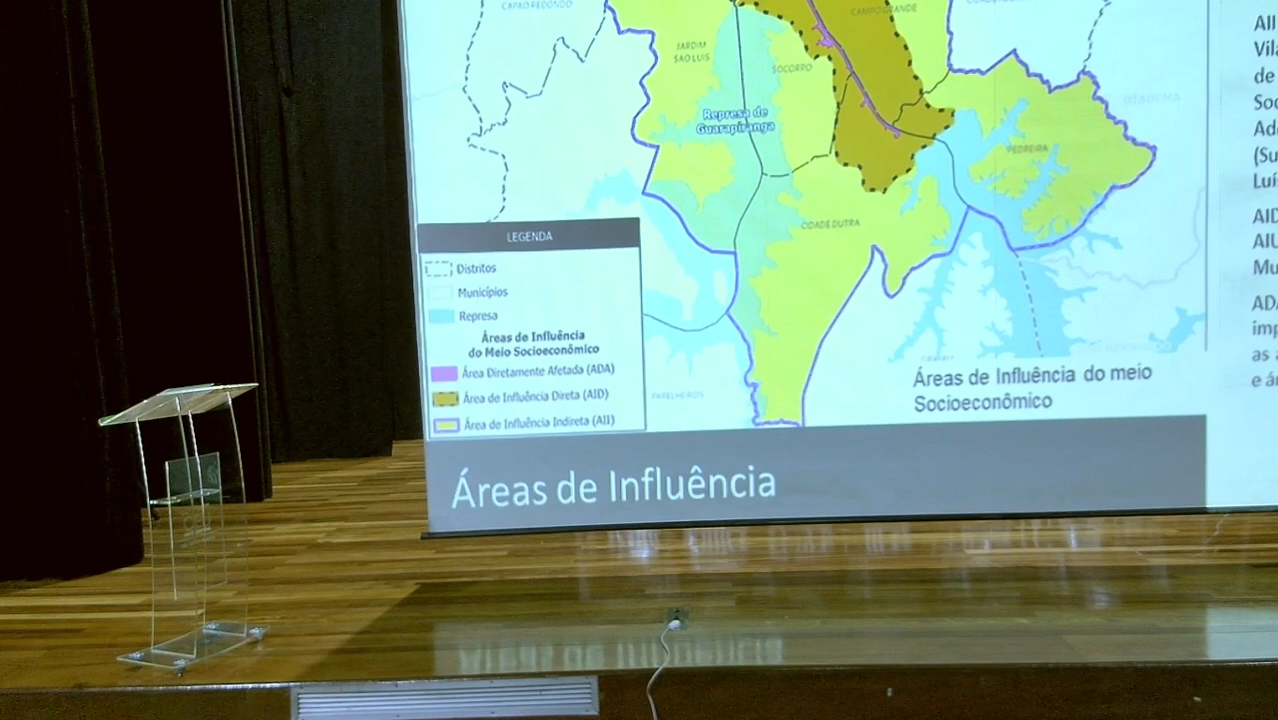 CAPÃO REDONDO
CAMPO GRANDE
JARDIM
SÃO LUÍS
SOCORRO
Represa de
Guarapiranga
DIADEMA
PEDREIRA
CIDADE DUTRA
PARELHEIROS
LEGENDA
Distritos
Municípios
Represa
Áreas de Influência
do Meio Socioeconômico
Área Diretamente Afetada (ADA)
Área de Influência Direta (AID)
Área de Influência Indireta (AII)
Áreas de Influência do meio
Socioeconômico
Áreas de Influência
AII
Vila
de
Soc
Ad
(Su
Luí
AID
AIU
Mu
ADA
imp
as
e ár